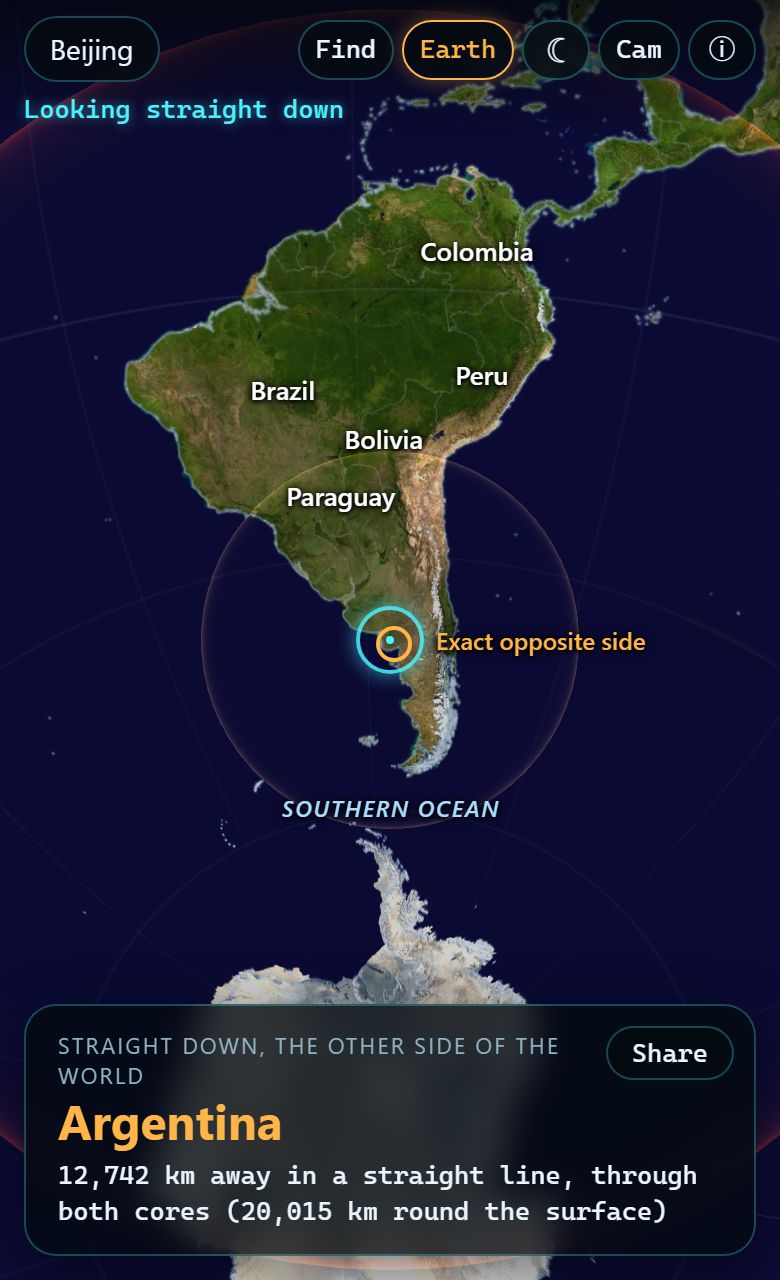 Beijing
Find
Earth
☾
Cam
ⓘ
Looking straight down
Colombia
Peru
Brazil
Bolivia
Paraguay
Exact opposite side
SOUTHERN OCEAN
STRAIGHT DOWN, THE OTHER SIDE OF THE
WORLD
Share
Argentina
12,742 km away in a straight line, through
both cores (20,015 km round the surface)